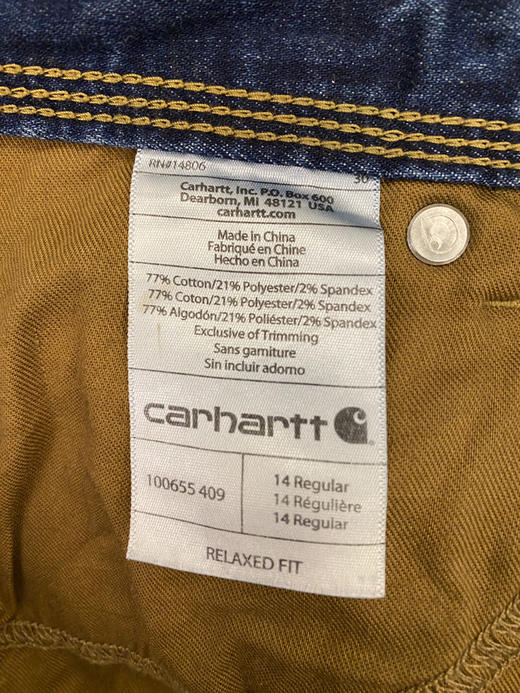 RN#14806 30
Carhartt, Inc. P.O. Box 600
Dearborn, MI 48121 USA
carhartt.com
Made in China
Fabriqué en Chine
Hecho en China
77% Cotton/21% Polyester/2% Spandex
77% Coton/21% Polyester/2% Spandex
77% Algodón/21% Poliéster/2% Spandex
Exclusive of Trimming
Sans garniture
Sin incluir adorno
carhartt
100655 409
14 Regular
14 Régulière
14 Regular
RELAXED FIT